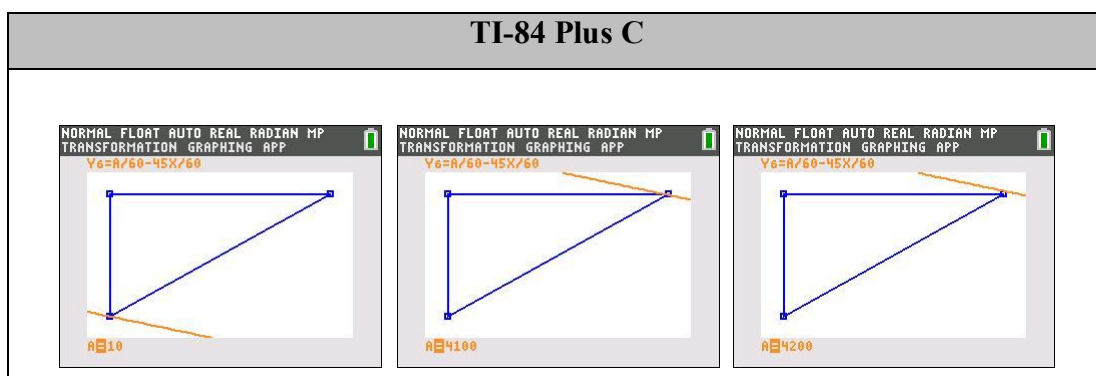 TI-84 Plus C
NORMAL FLOAT AUTO REAL RADIAN MP
TRANSFORMATION GRAPHING APP
Y6=A/60-45X/60
A=10
NORMAL FLOAT AUTO REAL RADIAN MP
TRANSFORMATION GRAPHING APP
Y6=A/60-45X/60
A=4100
NORMAL FLOAT AUTO REAL RADIAN MP
TRANSFORMATION GRAPHING APP
Y6=A/60-45X/60
A=4200